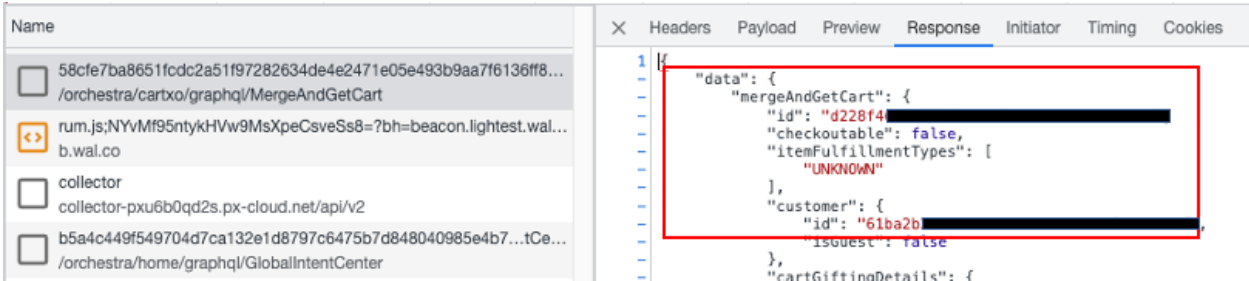 Name
58cfe7ba8651fcdc2a51f97282634de4e2471e05e493b9aa7f6136ff8...
/orchestra/cartxo/graphql/MergeAndGetCart
rum.js;NYvMf95ntykHVw9MsXpeCsveSs8=?bh=beacon.lightest.wal...
b.wal.co
collector
collector-pxu6b0qd2s.px-cloud.net/api/v2
b5a4c449f549704d7ca132e1d8797c6475b7d848040985e4b7...tCe...
/orchestra/home/graphql/GlobalIntentCenter
Headers Payload Preview Response Initiator Timing Cookies
1 {
"data": {
"mergeAndGetCart": {
"id": "d228f4
"checkoutable": false,
"itemFulfillmentTypes": [
"UNKNOWN"
],
"customer": {
"id": "61ba2b
,
"isGuest": false
},
"cartGiftingDetails": {